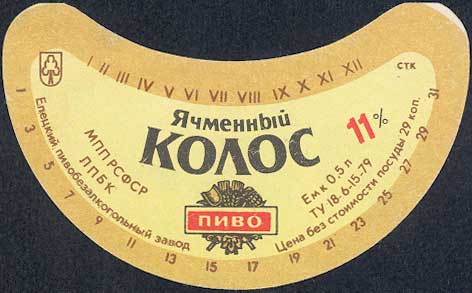 I II III IV V VI VII VIII IX X XI XII
СТК
Ячменный
КОЛОС
11%
МПП РСФСР
ЛПБК
Елецкий пивобезалкогольный завод
ПИВО
Емк 0,5 л
ТУ 18-6-15-79
Цена без стоимости посуды 29 коп.
1 3 5 7 9 11 13 15 17 19 21 23 25 27 29 31